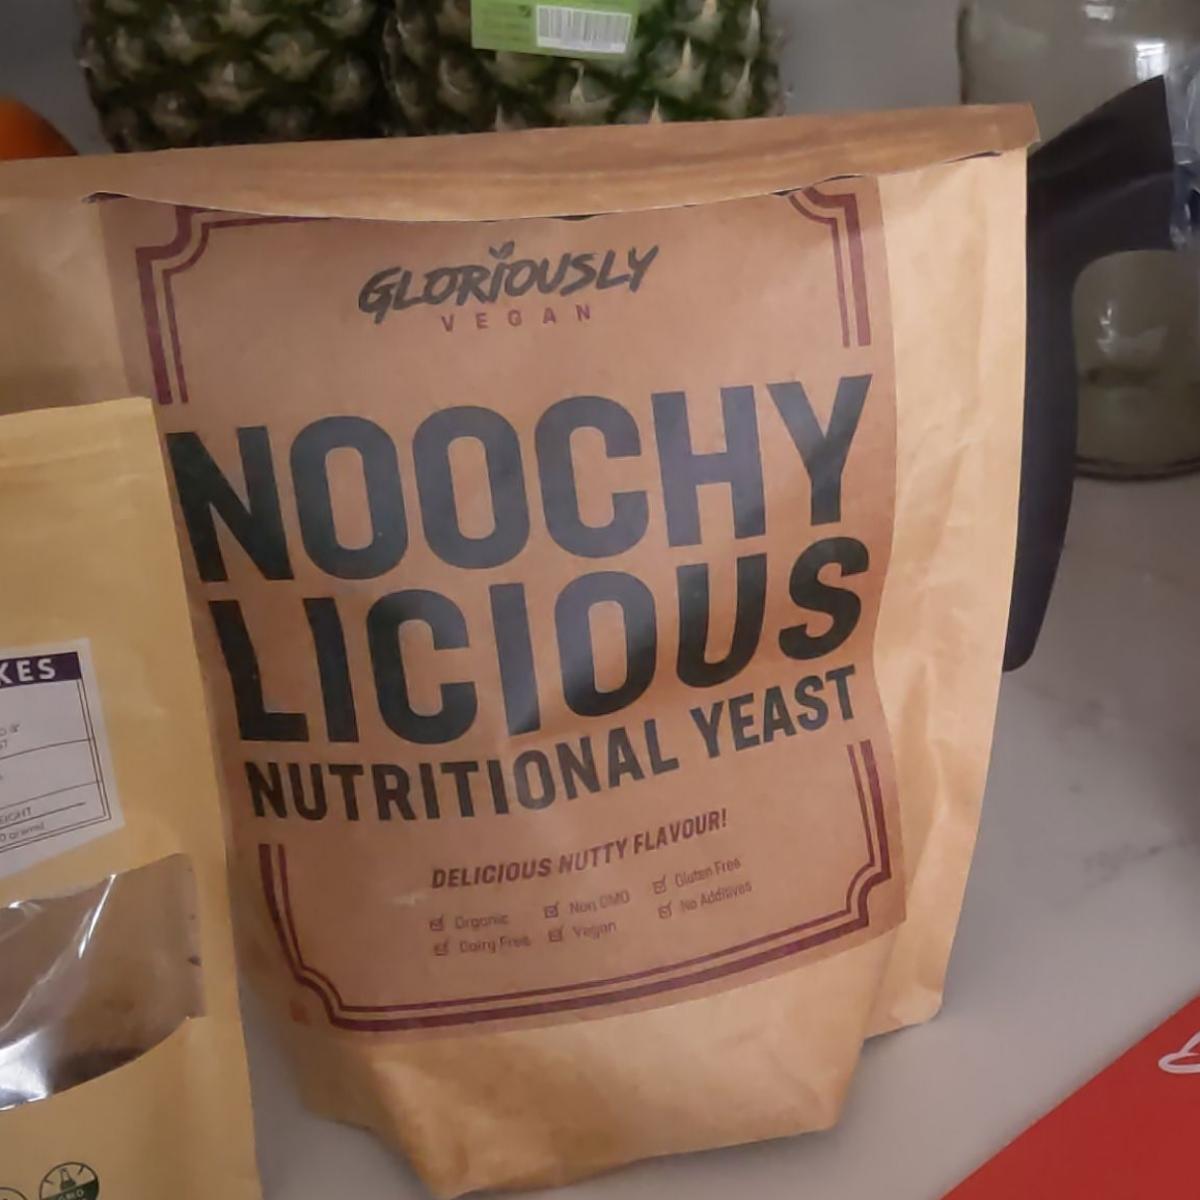 GLORIOUSLY
VEGAN
NOOCHY
LICIOUS
NUTRITIONAL YEAST
DELICIOUS NUTTY FLAVOUR!
Organic Non GMO Gluten Free
Dairy Free Vegan No Additives
KES